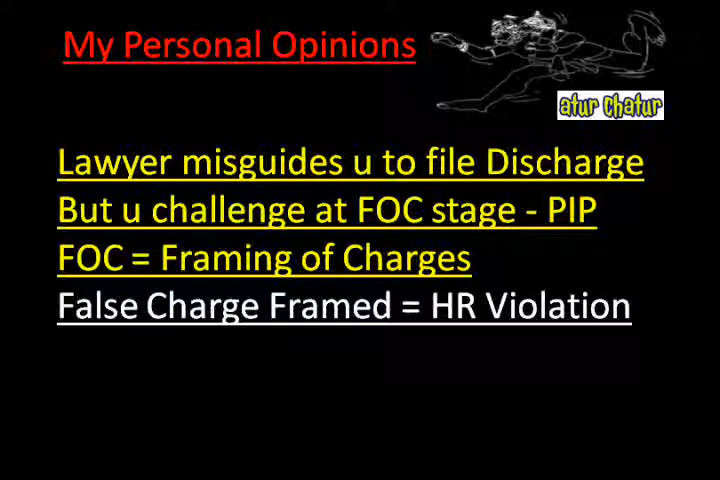 My Personal Opinions
atur chatur
Lawyer misguides u to file Discharge
But u challenge at FOC stage - PIP
FOC = Framing of Charges
False Charge Framed = HR Violation